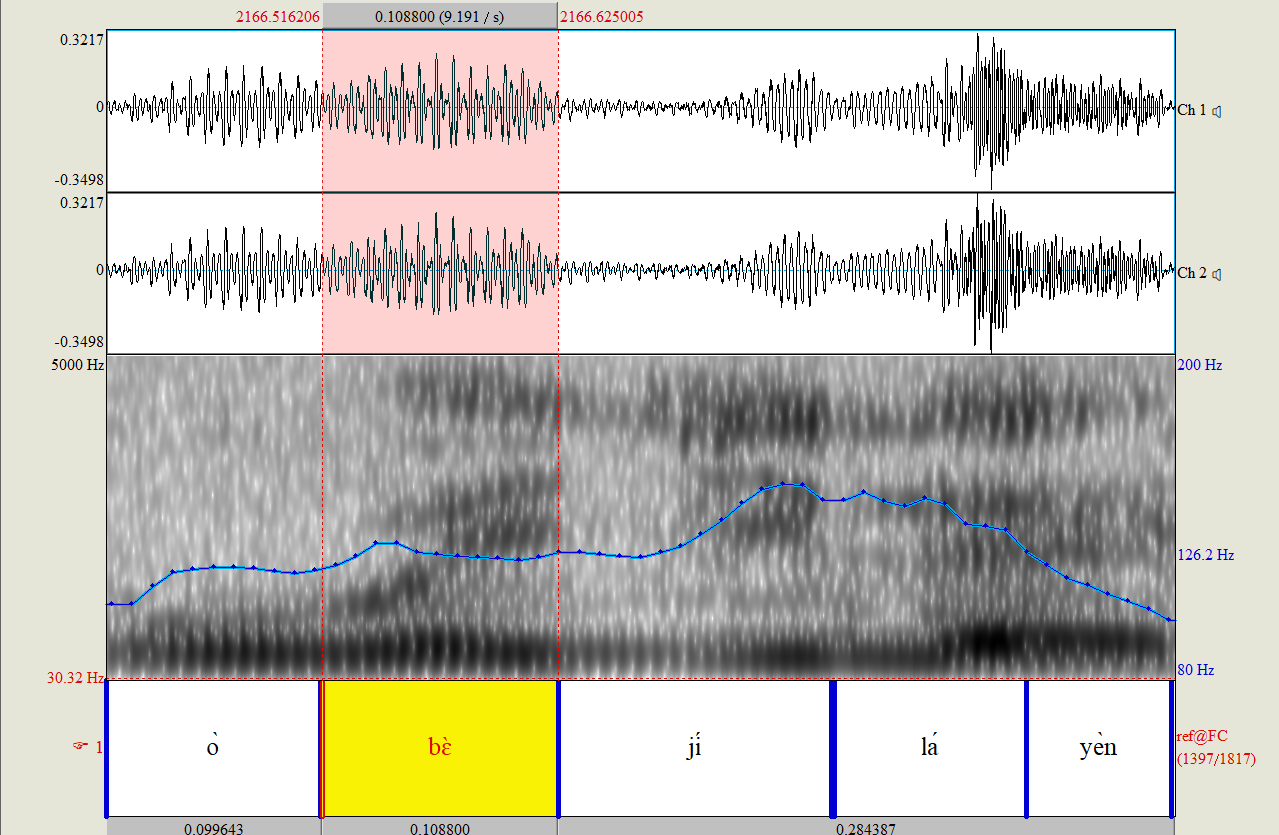 2166.516206 0.108800 (9.191 / s) 2166.625005
0.3217
0 Ch 1
-0.3498
0.3217
0 Ch 2
-0.3498
5000 Hz 200 Hz
126.2 Hz
30.32 Hz 80 Hz
☞ 1 ò bɛ̀ jí lá yèn ref@FC
(1397/1817)
0.099643 0.108800 0.284387